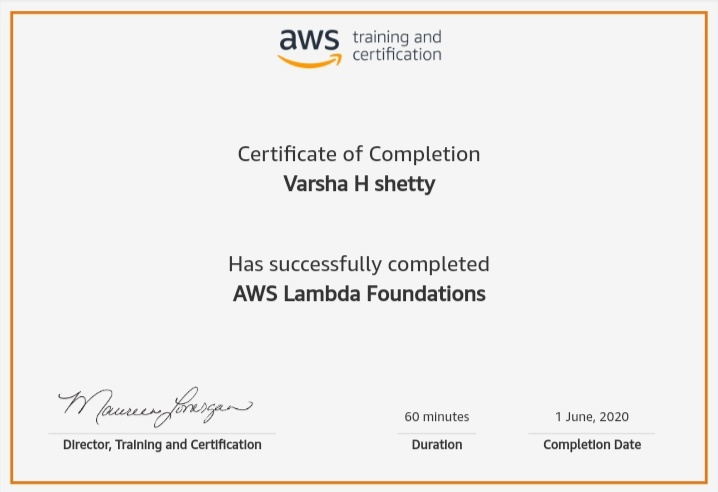 aws training and
certification
Certificate of Completion
Varsha H shetty
Has successfully completed
AWS Lambda Foundations
Maureen Lonergan
60 minutes
1 June, 2020
Director, Training and Certification
Duration
Completion Date